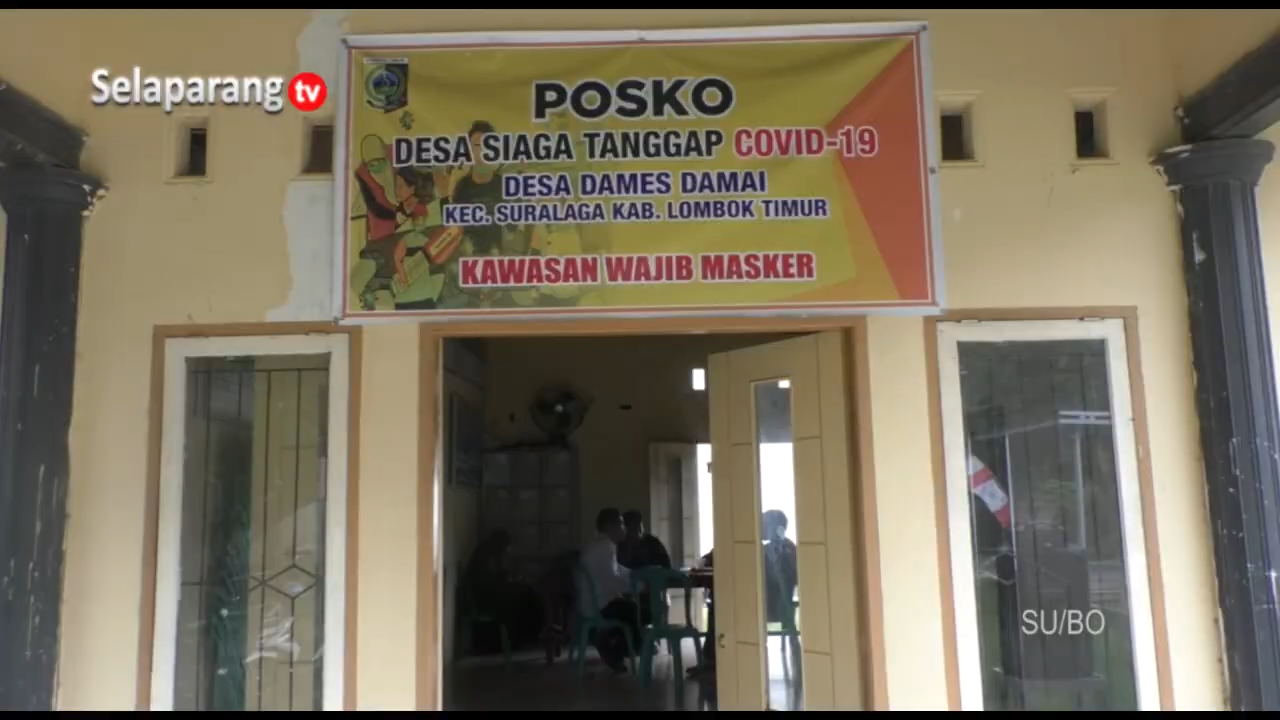 Selaparang tv
POSKO
DESA SIAGA TANGGAP COVID-19
DESA DAMES DAMAI
KEC. SURALAGA KAB. LOMBOK TIMUR
KAWASAN WAJIB MASKER
SU/BO